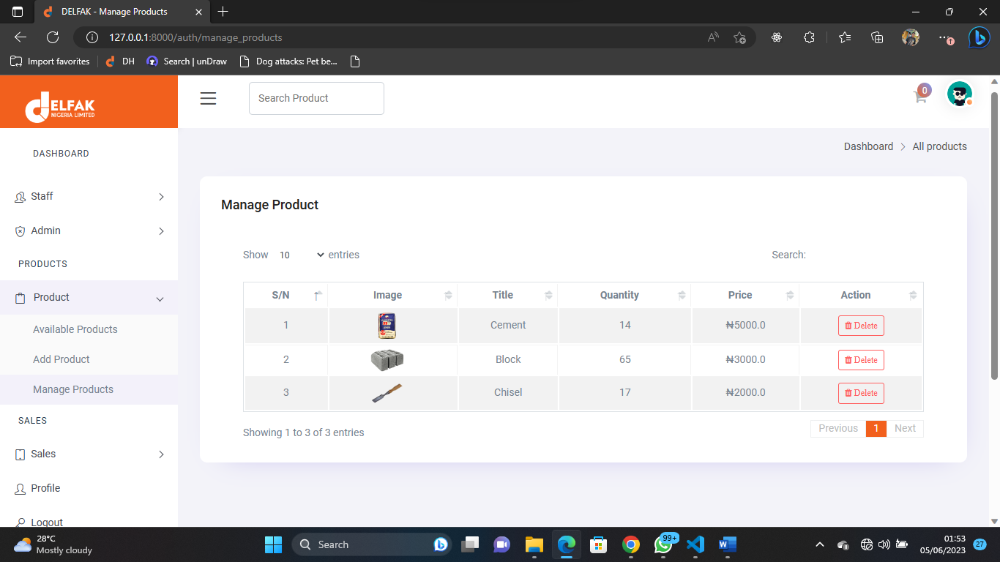 DELFAK - Manage Products
127.0.0.1:8000/auth/manage_products
Import favorites DH Search | unDraw Dog attacks: Pet be...
DELFAK
NIGERIA LIMITED
Search Product
0
DASHBOARD
Dashboard > All products
Staff
Admin
PRODUCTS
Product
Available Products
Add Product
Manage Products
SALES
Sales
Profile
Logout
Manage Product
Show 10 entries
Search:
S/N Image Title Quantity Price Action
1 Cement 14 ₦5000.0 Delete
2 Block 65 ₦3000.0 Delete
3 Chisel 17 ₦2000.0 Delete
Showing 1 to 3 of 3 entries
Previous 1 Next
28°C
Mostly cloudy
Search
99+
01:53
05/06/2023
27